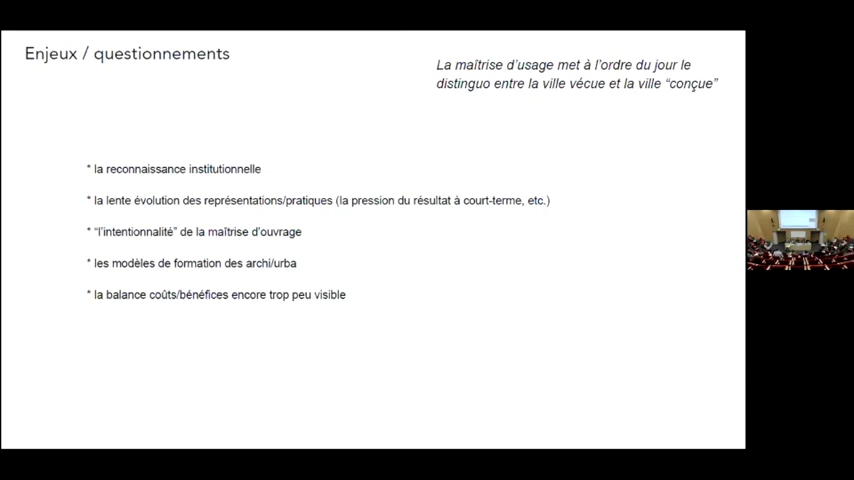 Enjeux / questionnements
La maîtrise d’usage met à l’ordre du jour le
distinguo entre la ville vécue et la ville “conçue”
* la reconnaissance institutionnelle
* la lente évolution des représentations/pratiques (la pression du résultat à court-terme, etc.)
* “l’intentionnalité” de la maîtrise d’ouvrage
* les modèles de formation des archi/urba
* la balance coûts/bénéfices encore trop peu visible